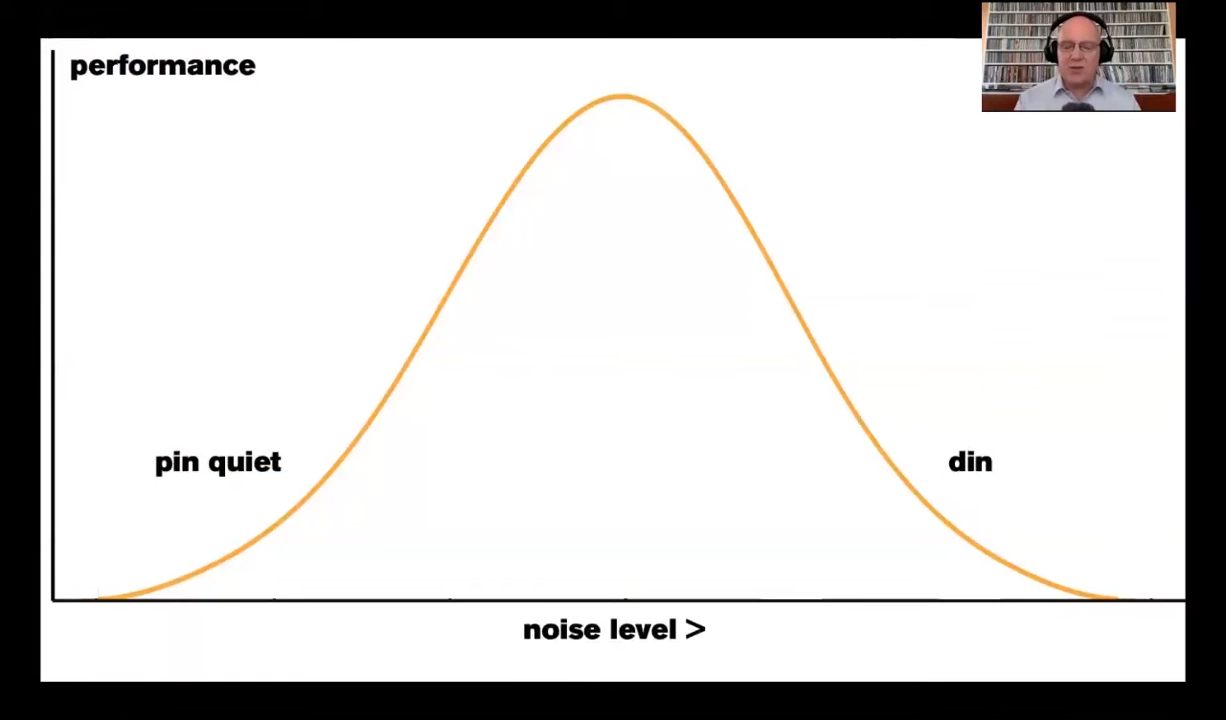 performance
pin quiet
din
noise level >